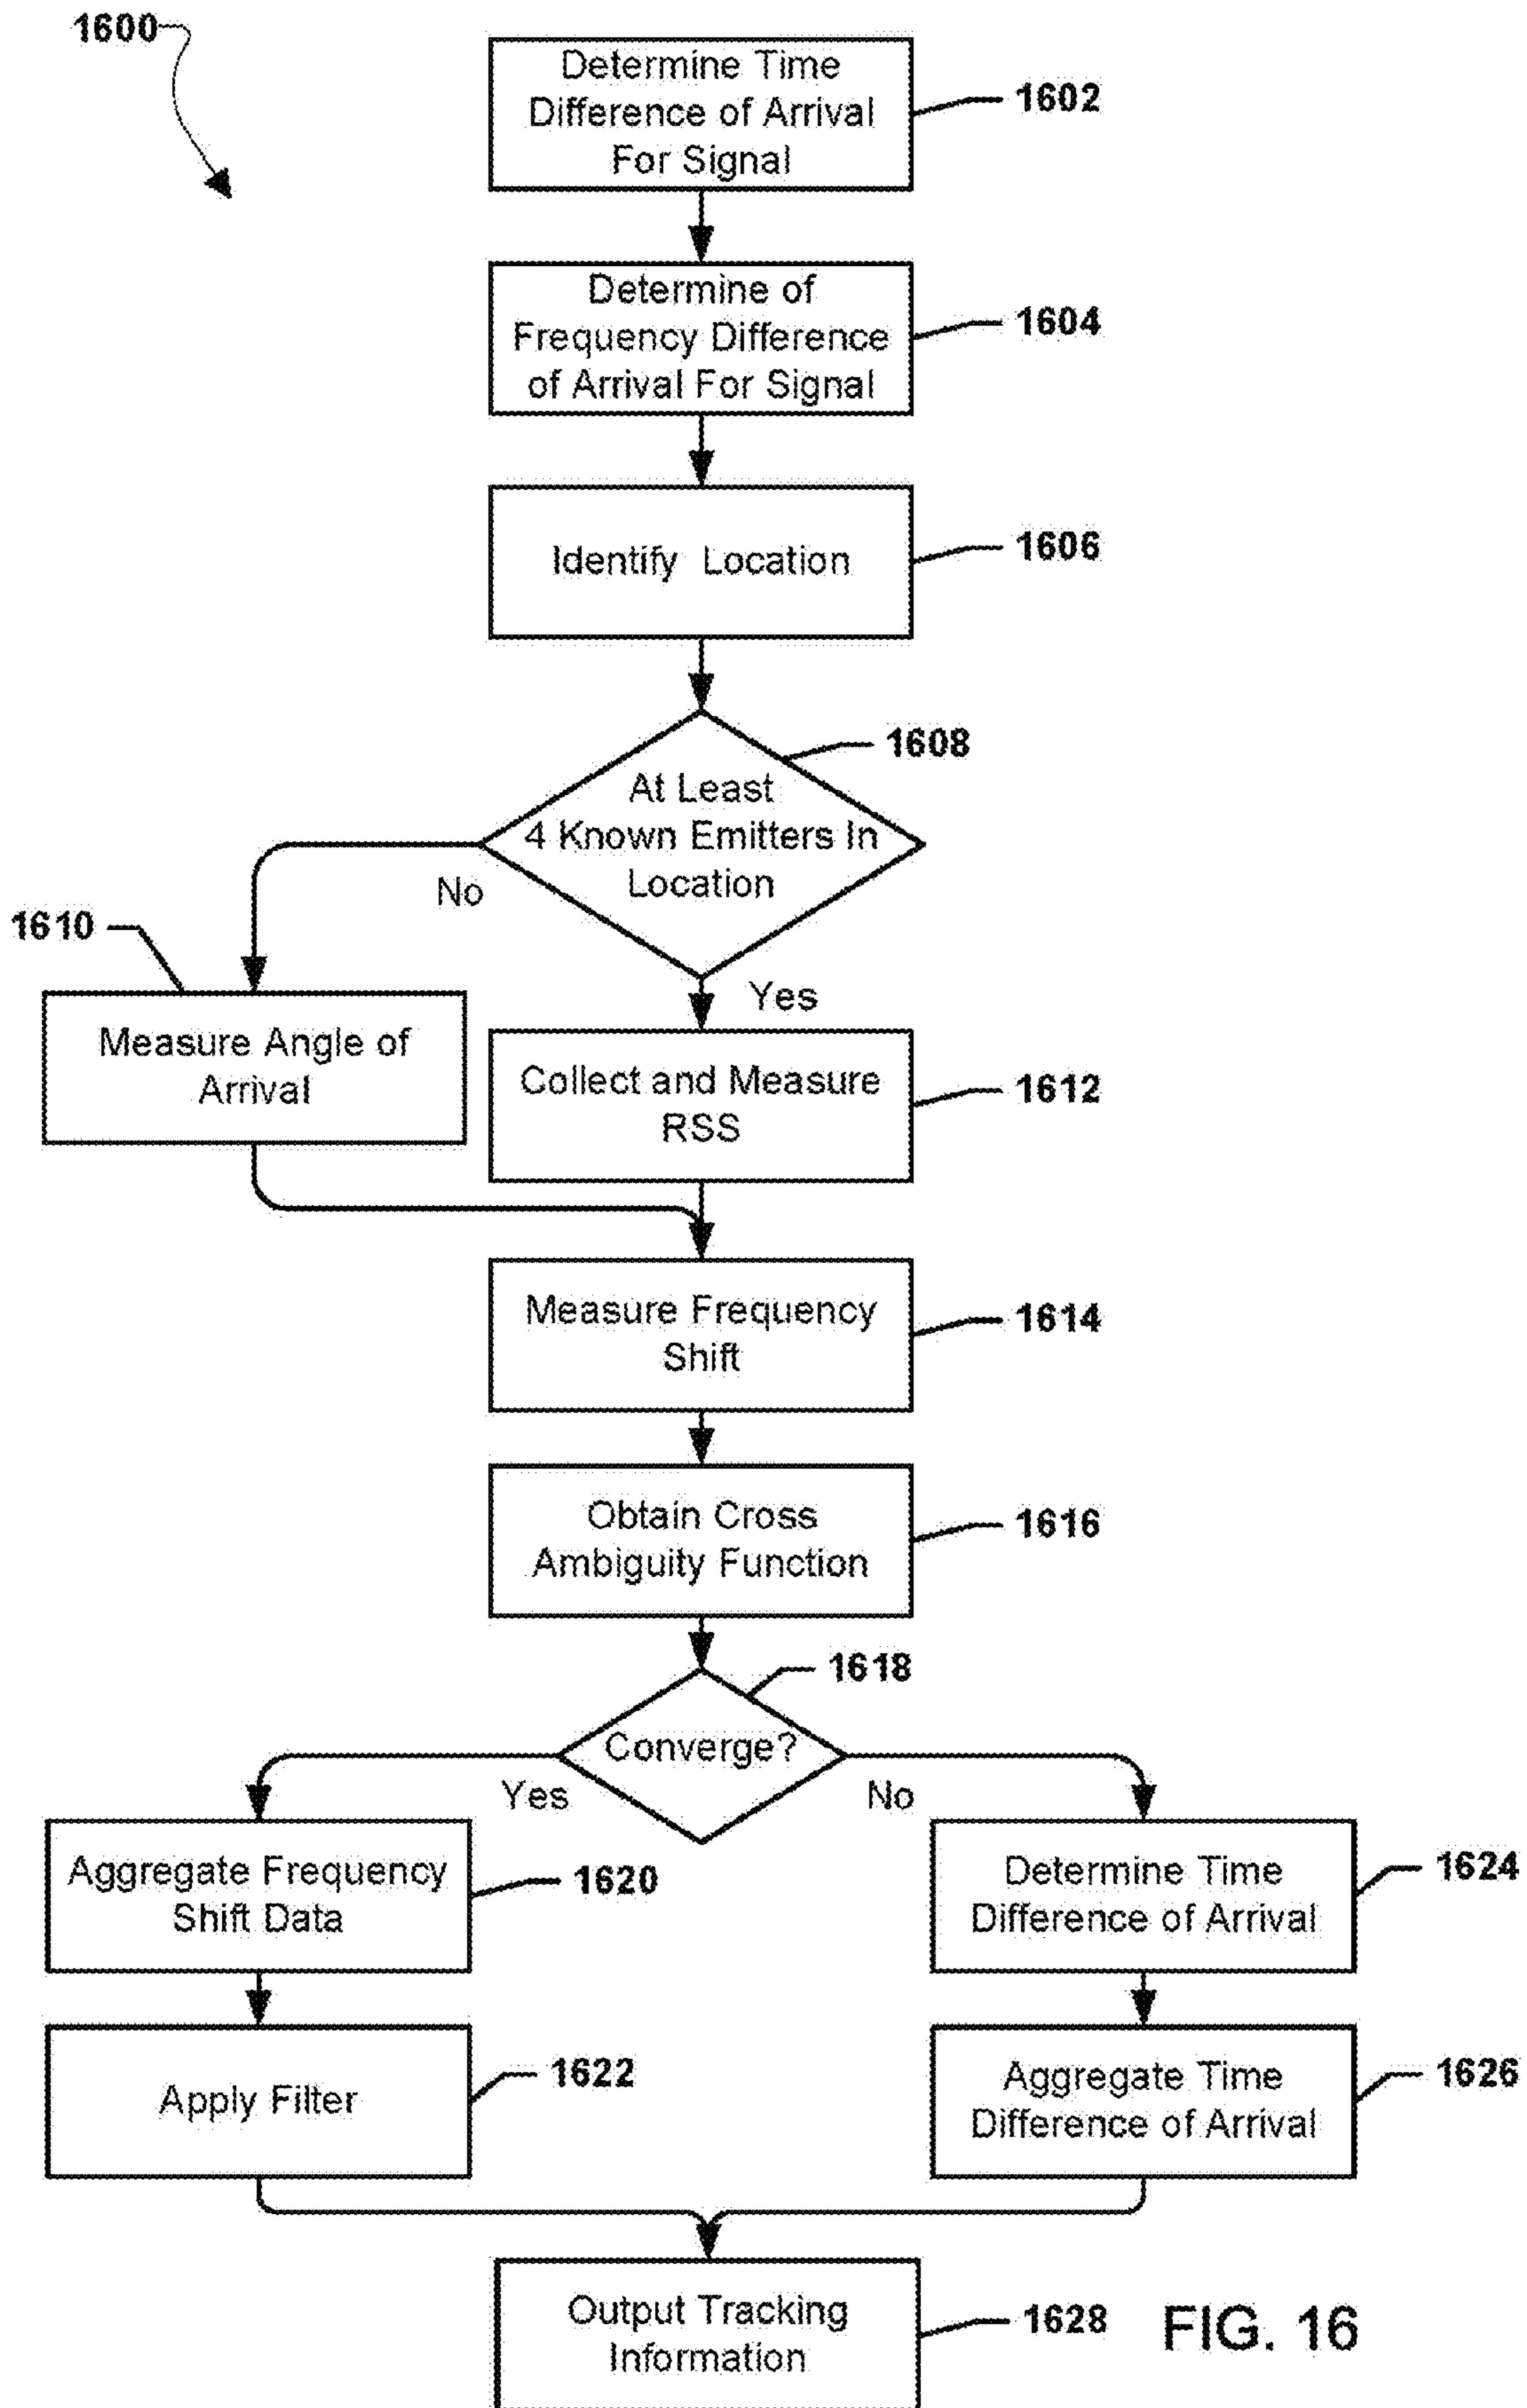 1600
Determine Time
Difference of Arrival
For Signal
1602
Determine of
Frequency Difference
of Arrival For Signal
1604
Identify Location
1606
1608
At Least
4 Known Emitters In
Location
No
Yes
1610
Measure Angle of
Arrival
Collect and Measure
RSS
1612
Measure Frequency
Shift
1614
Obtain Cross
Ambiguity Function
1616
1618
Converge?
Yes
No
Aggregate Frequency
Shift Data
1620
Determine Time
Difference of Arrival
1624
Apply Filter
1622
Aggregate Time
Difference of Arrival
1626
Output Tracking
Information
1628
FIG. 16